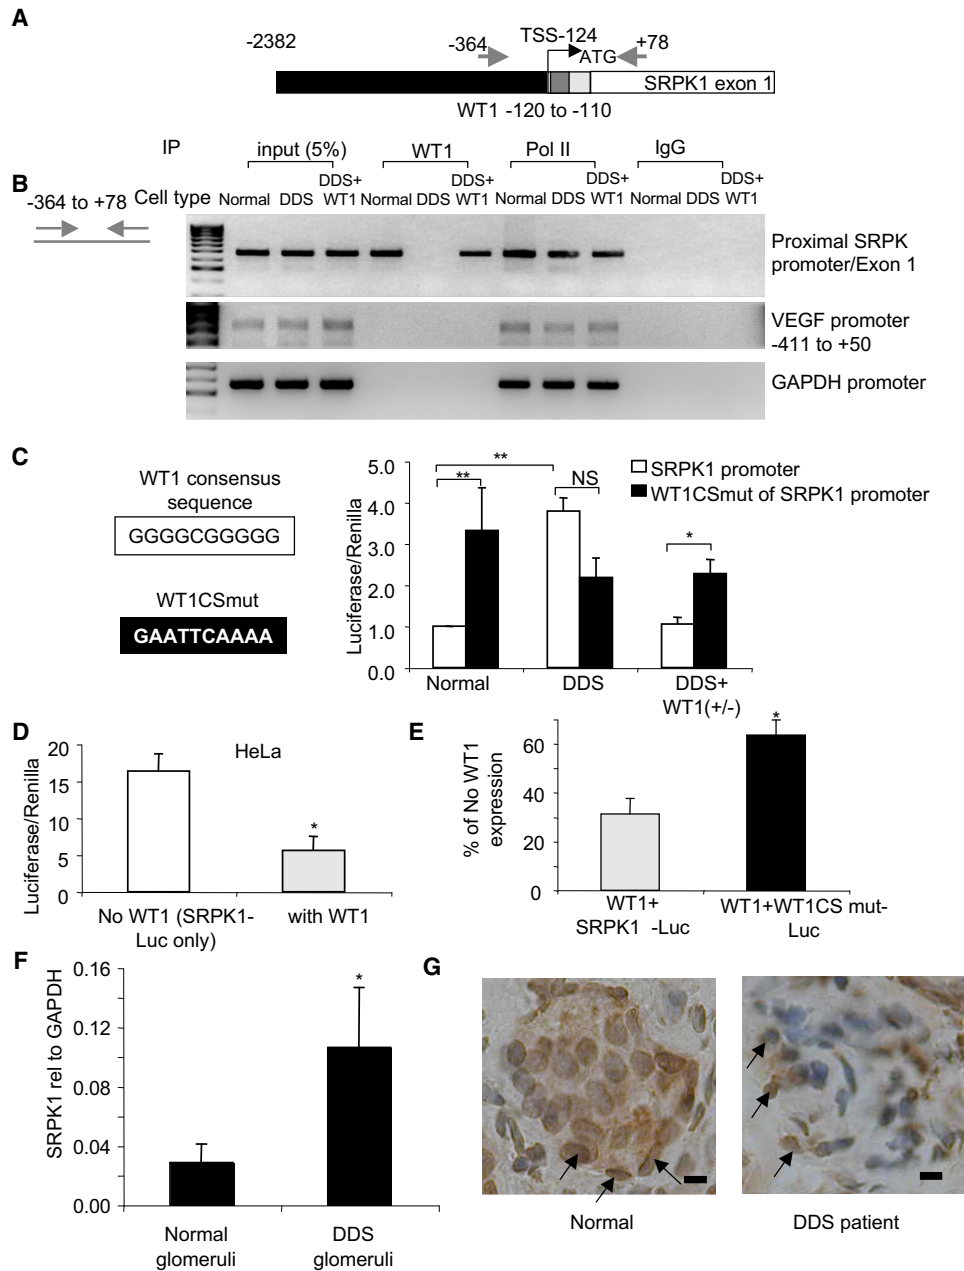 A
-2382
-364
TSS-124
ATG
+78
SRPK1 exon 1
WT1 -120 to -110
IP
input (5%)
WT1
Pol II
IgG
B
-364 to +78
Cell type
Normal
DDS
DDS+
WT1
Normal
DDS
DDS+
WT1
Normal
DDS
DDS+
WT1
Normal
DDS
DDS+
WT1
Proximal SRPK
promoter/Exon 1
VEGF promoter
-411 to +50
GAPDH promoter
C
WT1 consensus
sequence
GGGGCGGGGG
WT1CSmut
GAATTCAAAA
Luciferase/Renilla
5.0
4.0
3.0
2.0
1.0
0.0
**
**
NS
*
SRPK1 promoter
WT1CSmut of SRPK1 promoter
Normal
DDS
DDS+
WT1(+/-)
D
Luciferase/Renilla
20
15
10
5
0
HeLa
*
No WT1 (SRPK1-
Luc only)
with WT1
E
% of No WT1
expression
60
40
20
0
*
WT1+
SRPK1 -Luc
WT1+WT1CS mut-
Luc
F
SRPK1 rel to GAPDH
0.16
0.12
0.08
0.04
0.00
*
Normal
glomeruli
DDS
glomeruli
G
Normal
DDS patient